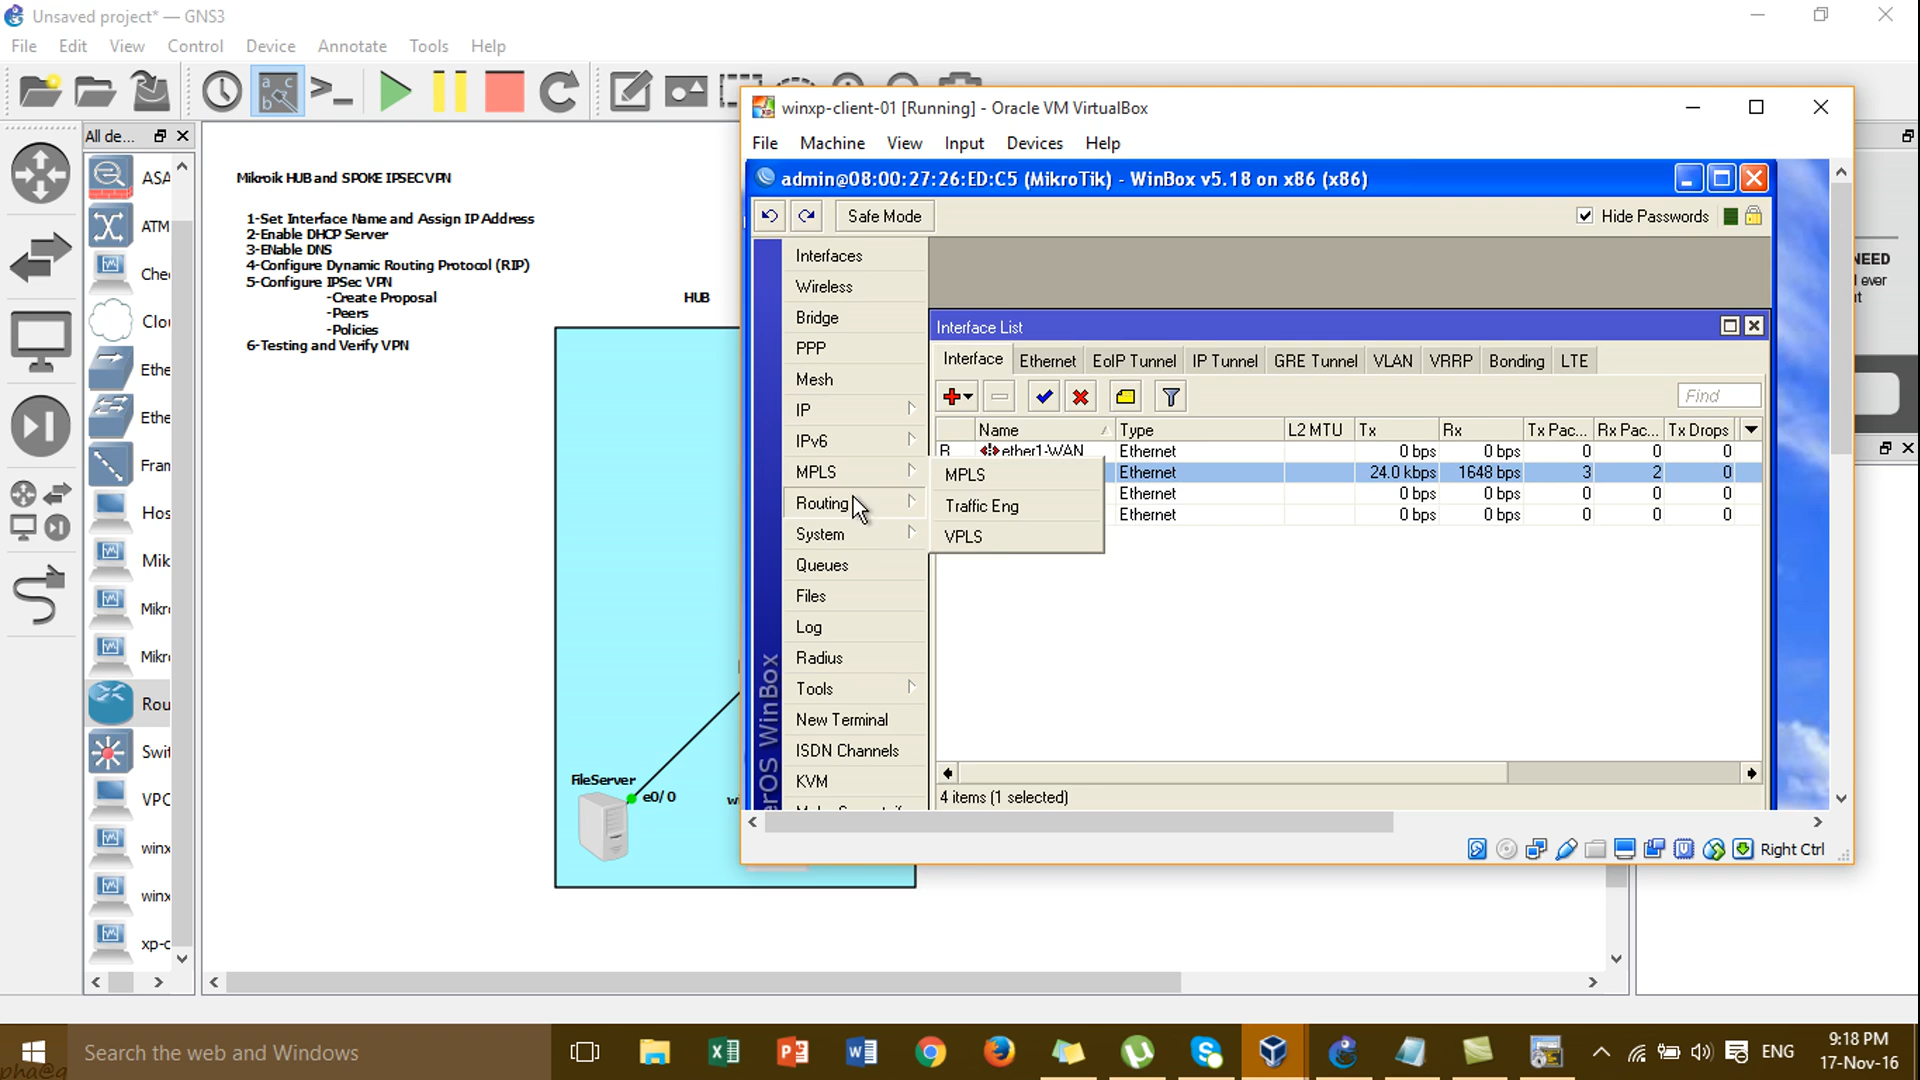 Unsaved project* — GNS3
File Edit View Control Device Annotate Tools Help
winxp-client-01 [Running] - Oracle VM VirtualBox
File Machine View Input Devices Help
admin@08:00:27:26:ED:C5 (MikroTik) - WinBox v5.18 on x86 (x86)
Safe Mode
Hide Passwords
All de...
ASA
ATM
Che
Clou
Ethe
Ethe
Fran
Hos
Mik
Mikr
Mikr
Rou
Swit
VPC
winx
winx
xp-c
Mikroik HUB and SPOKE IPSECVPN
1-Set Interface Name and Assign IP Address
2-Enable DHCP Server
3-ENable DNS
4-Configure Dynamic Routing Protocol (RIP)
5-Configure IPSec VPN
-Create Proposal
-Peers
-Policies
6-Testing and Verify VPN
HUB
FileServer
e0/0
Interfaces
Wireless
Bridge
PPP
Mesh
IP
IPv6
MPLS
Routing
System
Queues
Files
Log
Radius
Tools
New Terminal
ISDN Channels
KVM
MPLS
Traffic Eng
VPLS
Interface List
Interface Ethernet EoIP Tunnel IP Tunnel GRE Tunnel VLAN VRRP Bonding LTE
Find
Name Type L2 MTU Tx Rx Tx Pac... Rx Pac... Tx Drops
R ether1-WAN Ethernet 0 bps 0 bps 0 0 0
Ethernet 24.0 kbps 1648 bps 3 2 0
Ethernet 0 bps 0 bps 0 0 0
Ethernet 0 bps 0 bps 0 0 0
4 items (1 selected)
Right Ctrl
NEED
ever
Search the web and Windows
ENG
9:18 PM
17-Nov-16